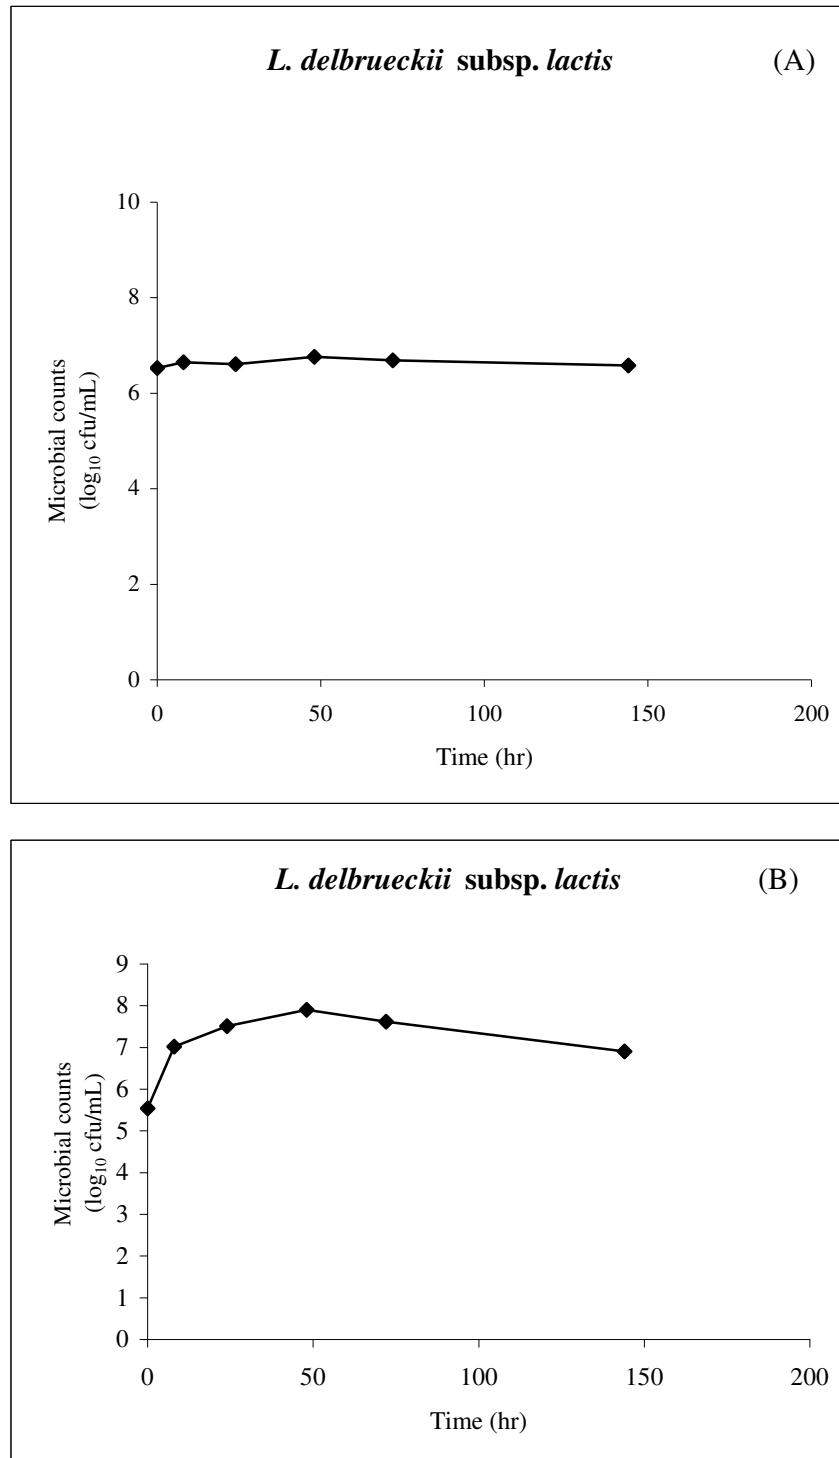 L. delbrueckii subsp. lactis (A)
10
8
6
4
2
0
Microbial counts
(log10 cfu/mL)
0 50 100 150 200
Time (hr)
L. delbrueckii subsp. lactis (B)
9
8
7
6
5
4
3
2
1
0
Microbial counts
(log10 cfu/mL)
0 50 100 150 200
Time (hr)